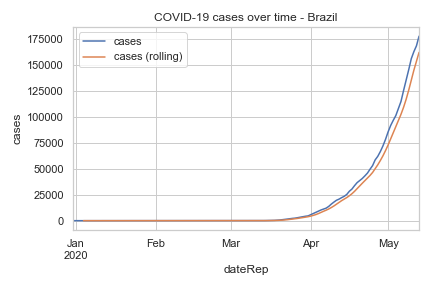 COVID-19 cases over time - Brazil
cases
cases (rolling)
175000
150000
125000
100000
75000
50000
25000
0
cases
Jan
2020
Feb
Mar
Apr
May
dateRep